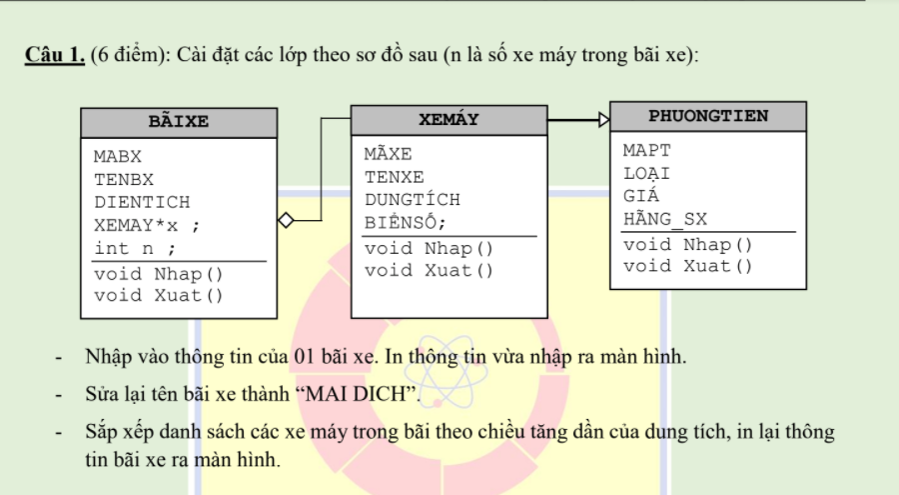 Câu 1. (6 điểm): Cài đặt các lớp theo sơ đồ sau (n là số xe máy trong bãi xe):
BÃIXE
MABX
TENBX
DIENTICH
XEMAY*x ;
int n ;
void Nhap()
void Xuat()
XEMÁY
MÃXE
TENXE
DUNGTÍCH
BIỂNSỐ;
void Nhap()
void Xuat()
PHUONGTIEN
MAPT
LOẠI
GIÁ
HÃNG_SX
void Nhap()
void Xuat()
- Nhập vào thông tin của 01 bãi xe. In thông tin vừa nhập ra màn hình.
- Sửa lại tên bãi xe thành “MAI DICH”.
- Sắp xếp danh sách các xe máy trong bãi theo chiều tăng dần của dung tích, in lại thông
tin bãi xe ra màn hình.